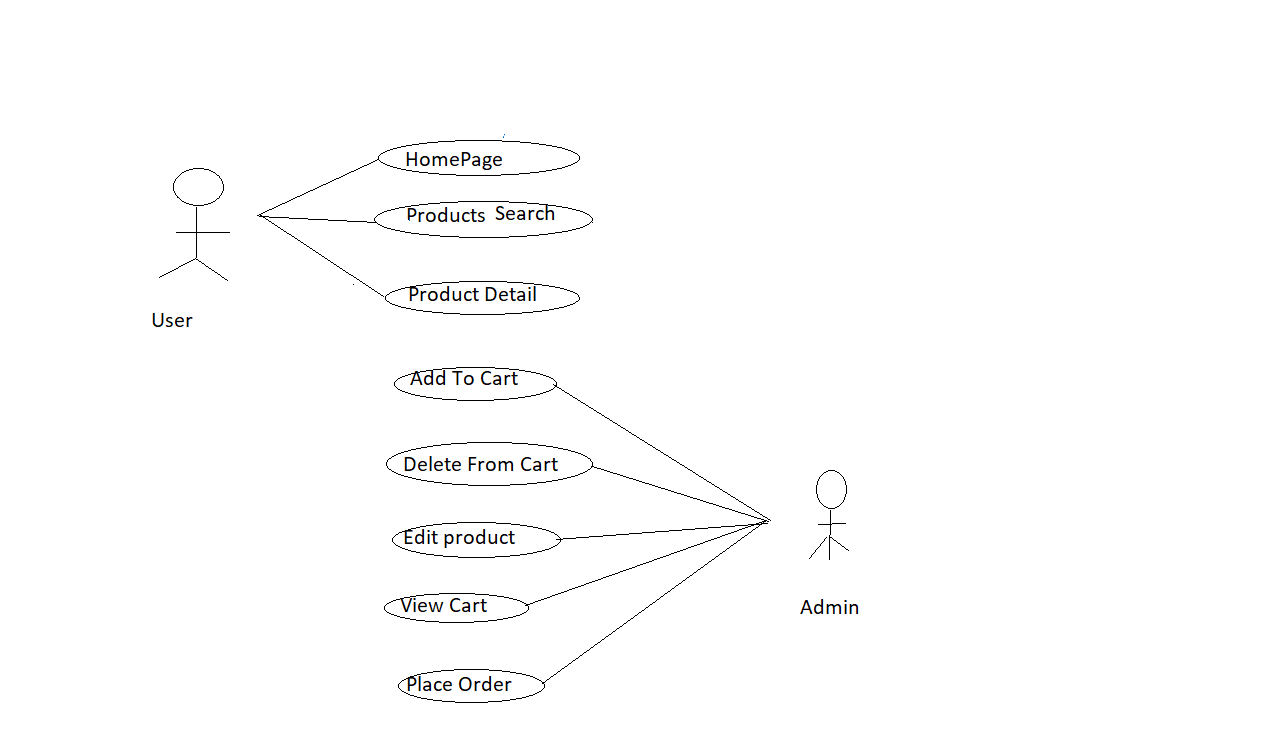 HomePage
Products Search
Product Detail
User
Add To Cart
Delete From Cart
Edit product
View Cart
Admin
Place Order